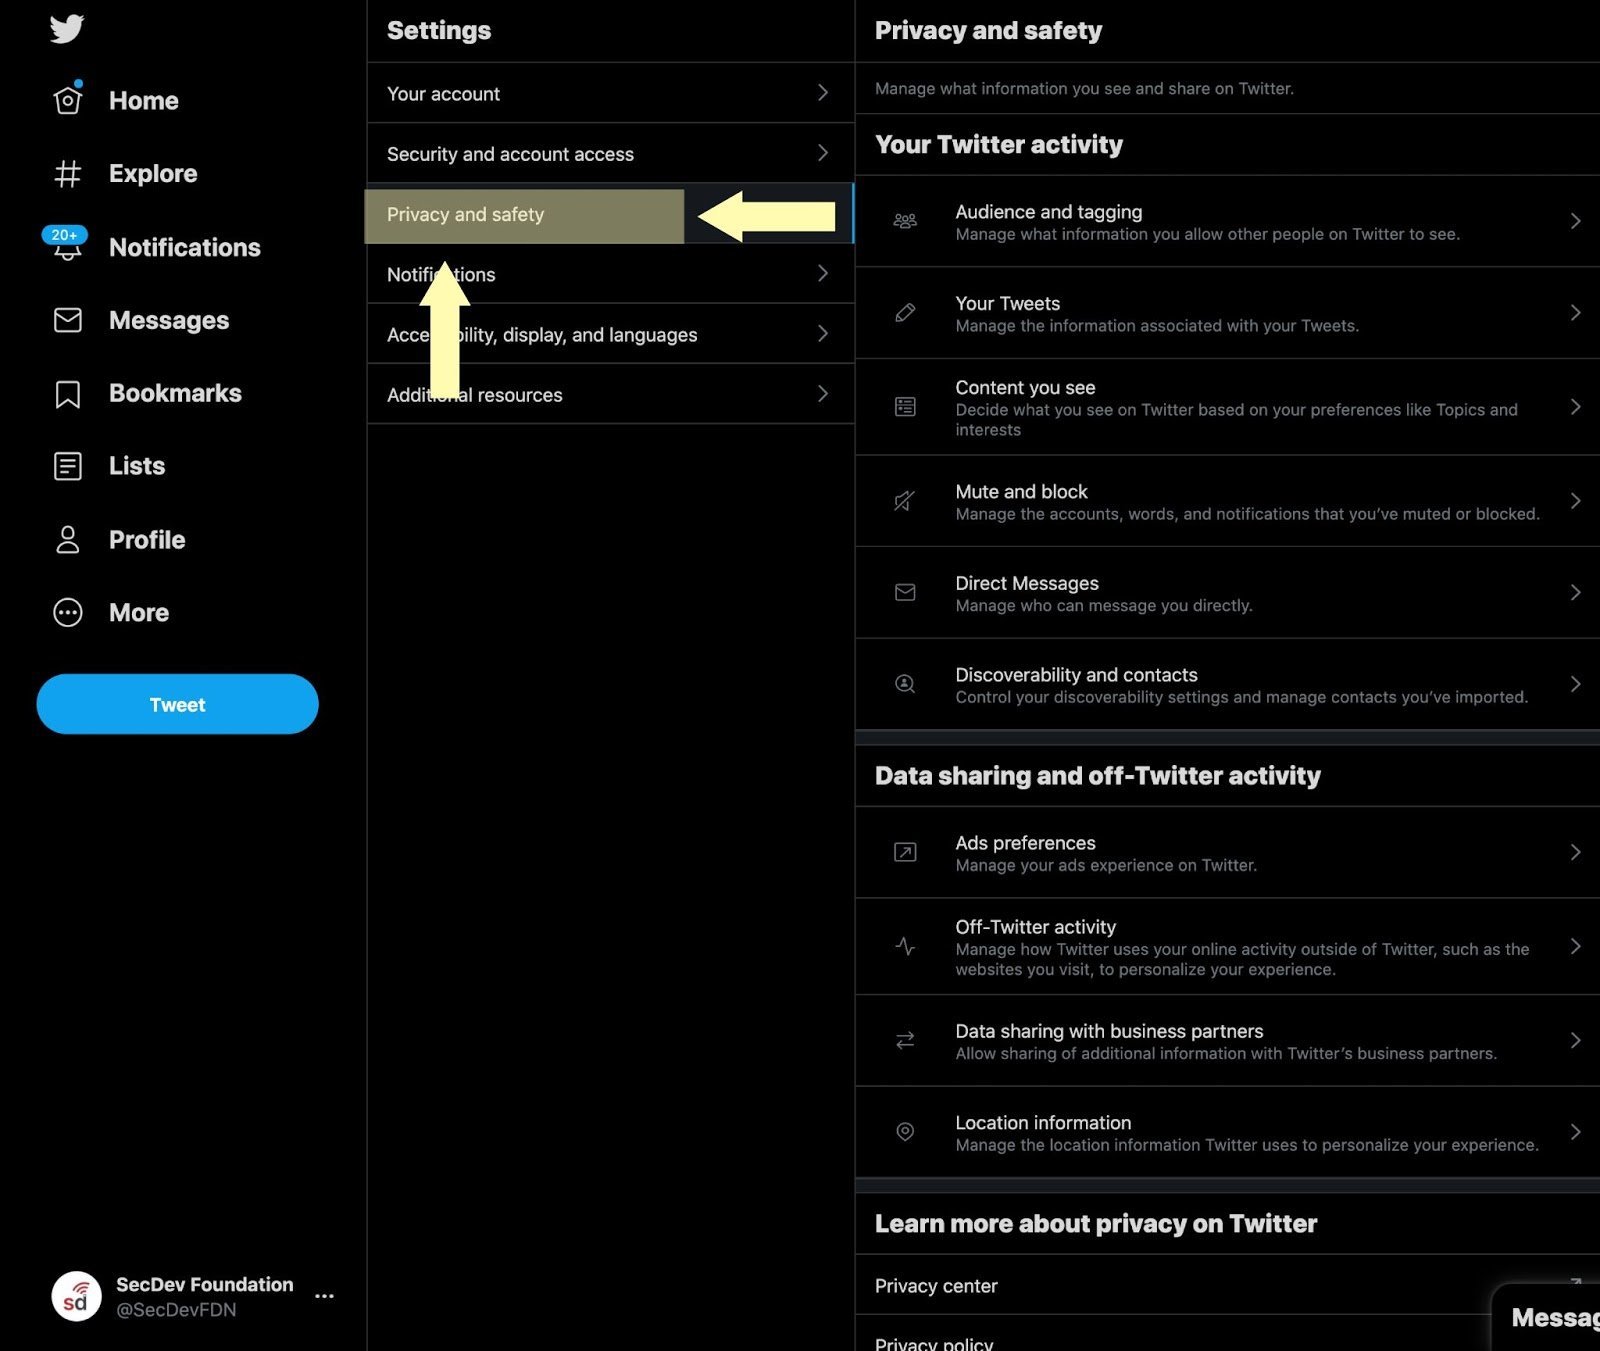 Home
Explore
20+
Notifications
Messages
Bookmarks
Lists
Profile
More
Tweet
sd
SecDev Foundation
@SecDevFDN
Settings
Your account
Security and account access
Privacy and safety
Notifications
Accessibility, display, and languages
Additional resources
Privacy and safety
Manage what information you see and share on Twitter.
Your Twitter activity
Audience and tagging
Manage what information you allow other people on Twitter to see.
Your Tweets
Manage the information associated with your Tweets.
Content you see
Decide what you see on Twitter based on your preferences like Topics and
interests
Mute and block
Manage the accounts, words, and notifications that you’ve muted or blocked.
Direct Messages
Manage who can message you directly.
Discoverability and contacts
Control your discoverability settings and manage contacts you’ve imported.
Data sharing and off-Twitter activity
Ads preferences
Manage your ads experience on Twitter.
Off-Twitter activity
Manage how Twitter uses your online activity outside of Twitter, such as the
websites you visit, to personalize your experience.
Data sharing with business partners
Allow sharing of additional information with Twitter’s business partners.
Location information
Manage the location information Twitter uses to personalize your experience.
Learn more about privacy on Twitter
Privacy center
Privacy policy
Messag